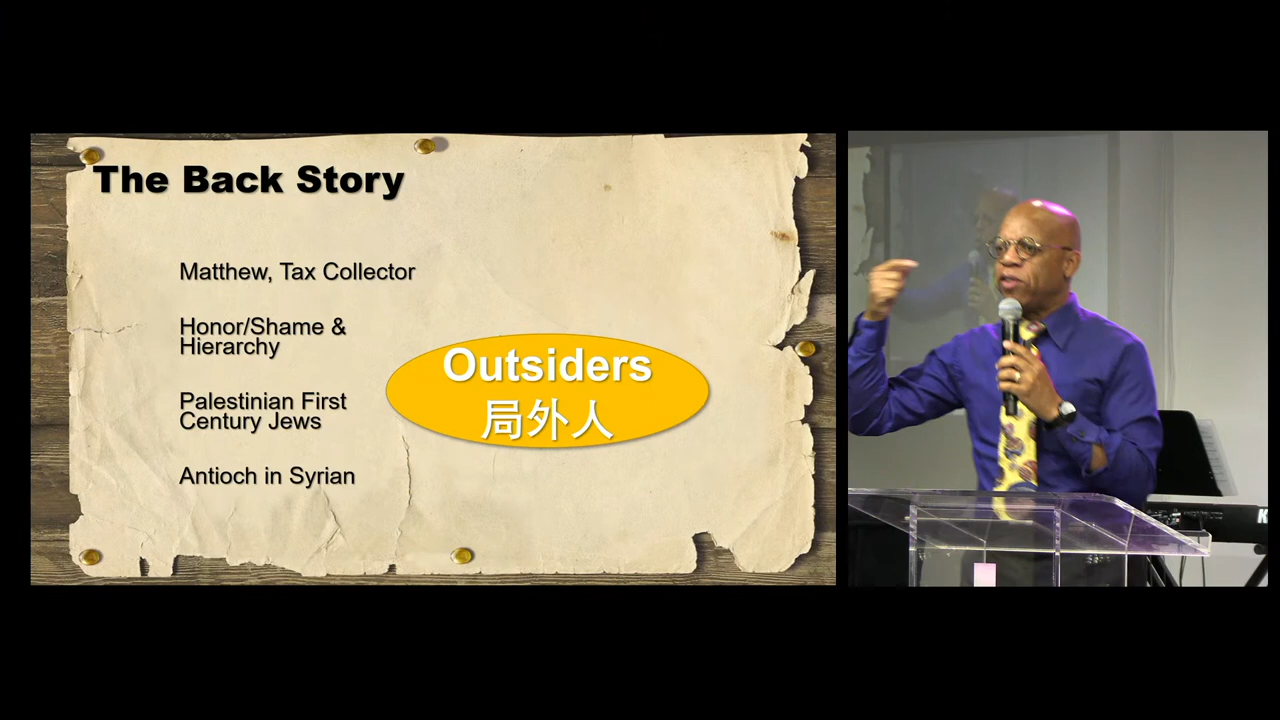 The Back Story
Matthew, Tax Collector
Honor/Shame &
Hierarchy
Palestinian First
Century Jews
Antioch in Syrian
Outsiders
局外人